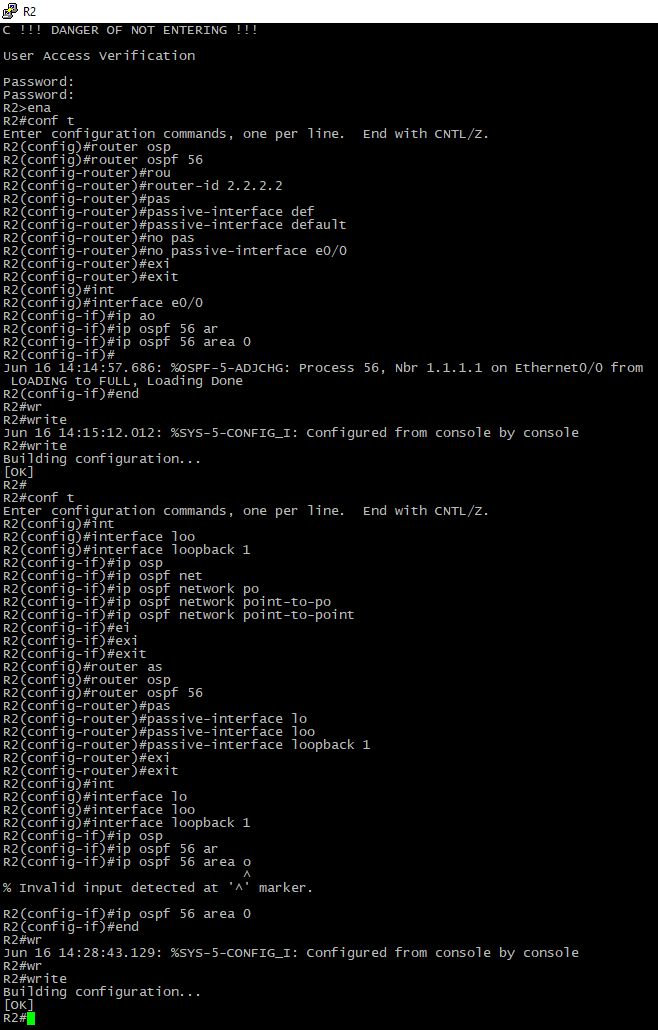 R2
C !!! DANGER OF NOT ENTERING !!!
User Access Verification
Password:
Password:
R2>ena
R2#conf t
Enter configuration commands, one per line.  End with CNTL/Z.
R2(config)#router osp
R2(config)#router ospf 56
R2(config-router)#rou
R2(config-router)#router-id 2.2.2.2
R2(config-router)#pas
R2(config-router)#passive-interface def
R2(config-router)#passive-interface default
R2(config-router)#no pas
R2(config-router)#no passive-interface e0/0
R2(config-router)#exi
R2(config-router)#exit
R2(config)#int
R2(config)#interface e0/0
R2(config-if)#ip ao
R2(config-if)#ip ospf 56 ar
R2(config-if)#ip ospf 56 area 0
R2(config-if)#
Jun 16 14:14:57.686: %OSPF-5-ADJCHG: Process 56, Nbr 1.1.1.1 on Ethernet0/0 from
 LOADING to FULL, Loading Done
R2(config-if)#end
R2#wr
R2#write
Jun 16 14:15:12.012: %SYS-5-CONFIG_I: Configured from console by console
R2#write
Building configuration...
[OK]
R2#
R2#conf t
Enter configuration commands, one per line.  End with CNTL/Z.
R2(config)#int
R2(config)#interface loo
R2(config)#interface loopback 1
R2(config-if)#ip osp
R2(config-if)#ip ospf net
R2(config-if)#ip ospf network po
R2(config-if)#ip ospf network point-to-po
R2(config-if)#ip ospf network point-to-point
R2(config-if)#ei
R2(config-if)#exi
R2(config-if)#exit
R2(config)#router as
R2(config)#router osp
R2(config)#router ospf 56
R2(config-router)#pas
R2(config-router)#passive-interface lo
R2(config-router)#passive-interface loo
R2(config-router)#passive-interface loopback 1
R2(config-router)#exi
R2(config-router)#exit
R2(config)#int
R2(config)#interface lo
R2(config)#interface loo
R2(config)#interface loopback 1
R2(config-if)#ip osp
R2(config-if)#ip ospf 56 ar
R2(config-if)#ip ospf 56 area o
                              ^
% Invalid input detected at '^' marker.
R2(config-if)#ip ospf 56 area 0
R2(config-if)#end
R2#wr
Jun 16 14:28:43.129: %SYS-5-CONFIG_I: Configured from console by console
R2#wr
R2#write
Building configuration...
[OK]
R2#